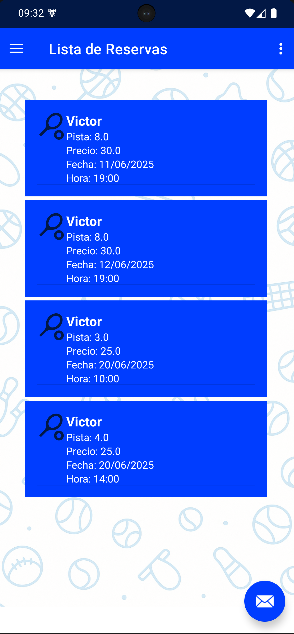 09:32
Lista de Reservas
Victor
Pista: 8.0
Precio: 30.0
Fecha: 11/06/2025
Hora: 19:00
Victor
Pista: 8.0
Precio: 30.0
Fecha: 12/06/2025
Hora: 19:00
Victor
Pista: 3.0
Precio: 25.0
Fecha: 20/06/2025
Hora: 10:00
Victor
Pista: 4.0
Precio: 25.0
Fecha: 20/06/2025
Hora: 14:00